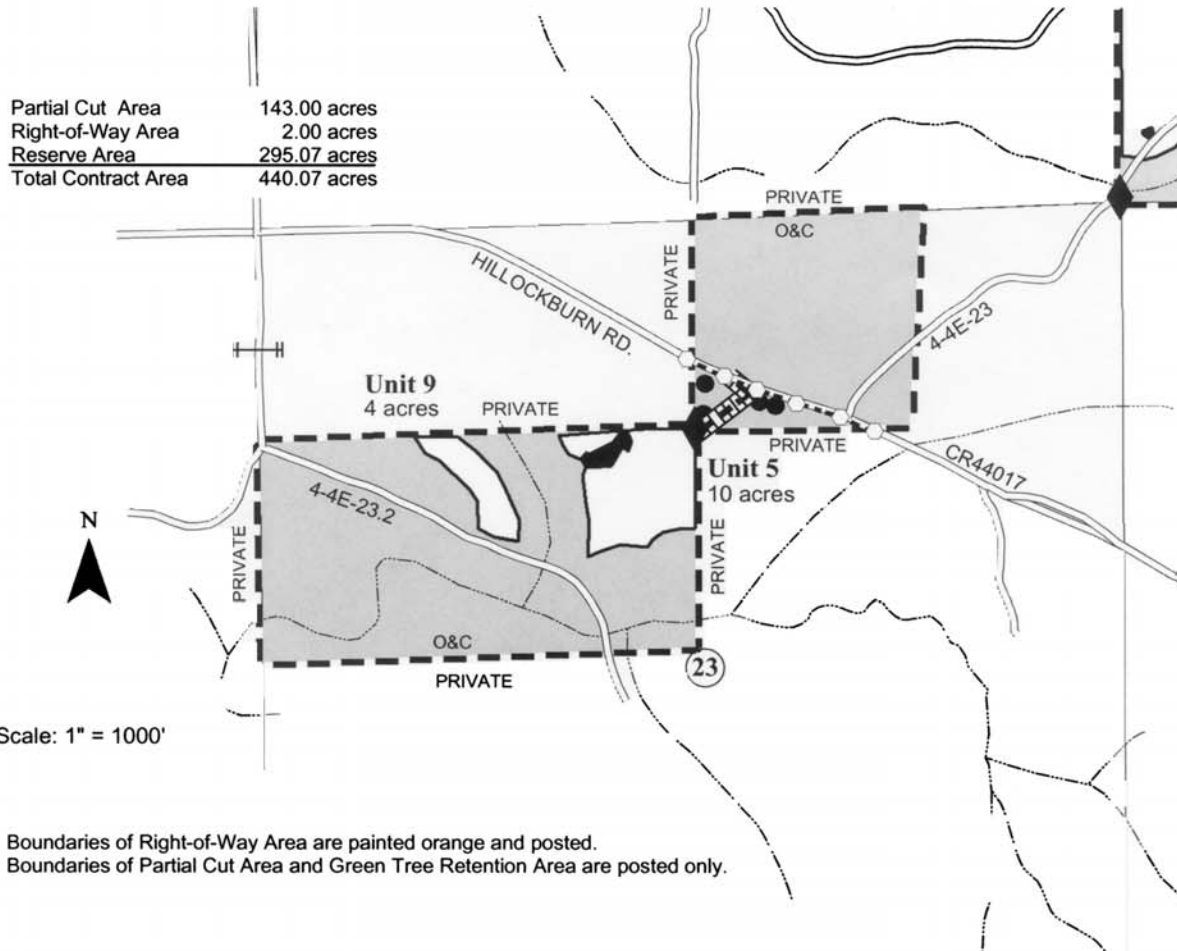 Partial Cut Area 143.00 acres
Right-of-Way Area 2.00 acres
Reserve Area 295.07 acres
Total Contract Area 440.07 acres
PRIVATE
O&C
PRIVATE
HILLOCKBURN RD.
4-4E-23
Unit 9
4 acres
PRIVATE
PRIVATE
Unit 5
10 acres
CR44017
4-4E-23.2
N
PRIVATE
PRIVATE
O&C
PRIVATE
23
Scale: 1" = 1000'
Boundaries of Right-of-Way Area are painted orange and posted.
Boundaries of Partial Cut Area and Green Tree Retention Area are posted only.